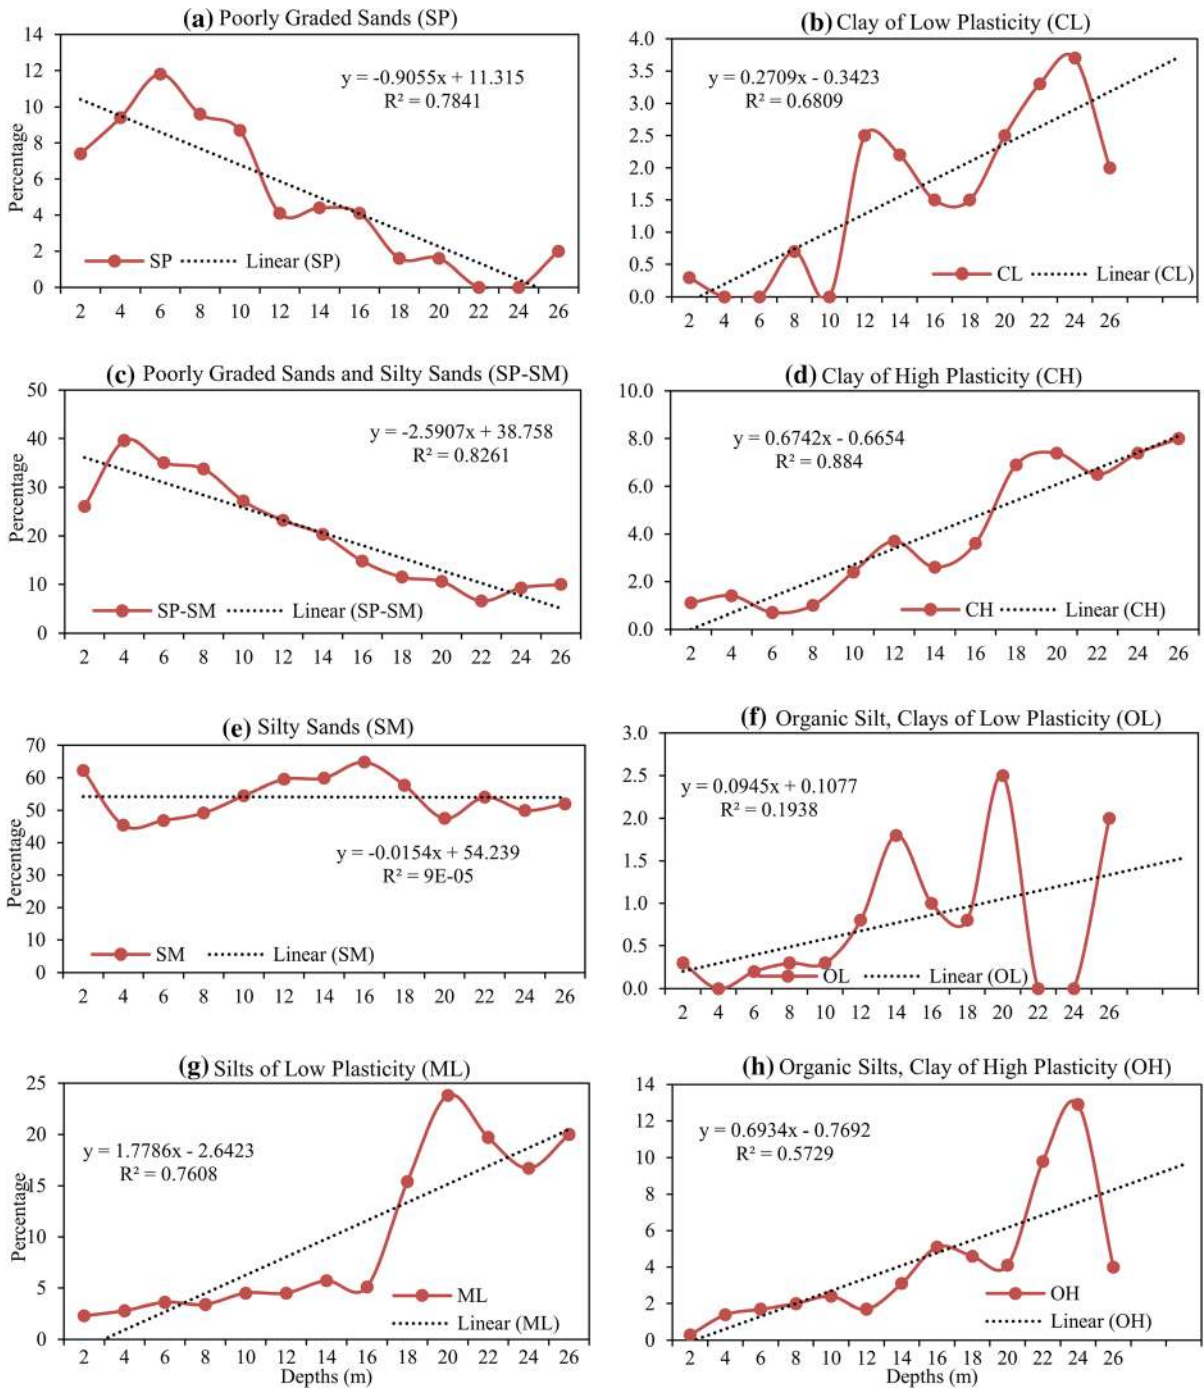 (a) Poorly Graded Sands (SP)
14
12
10
8
6
4
2
0
Percentage
y = -0.9055x + 11.315
R² = 0.7841
SP
Linear (SP)
2 4 6 8 10 12 14 16 18 20 22 24 26
(b) Clay of Low Plasticity (CL)
4.0
3.5
3.0
2.5
2.0
1.5
1.0
0.5
0.0
y = 0.2709x - 0.3423
R² = 0.6809
CL
Linear (CL)
2 4 6 8 10 12 14 16 18 20 22 24 26
(c) Poorly Graded Sands and Silty Sands (SP-SM)
50
40
30
20
10
0
Percentage
y = -2.5907x + 38.758
R² = 0.8261
SP-SM
Linear (SP-SM)
2 4 6 8 10 12 14 16 18 20 22 24 26
(d) Clay of High Plasticity (CH)
10.0
8.0
6.0
4.0
2.0
0.0
y = 0.6742x - 0.6654
R² = 0.884
CH
Linear (CH)
2 4 6 8 10 12 14 16 18 20 22 24 26
(e) Silty Sands (SM)
70
60
50
40
30
20
10
0
Percentage
y = -0.0154x + 54.239
R² = 9E-05
SM
Linear (SM)
2 4 6 8 10 12 14 16 18 20 22 24 26
(f) Organic Silt, Clays of Low Plasticity (OL)
3.0
2.5
2.0
1.5
1.0
0.5
0.0
y = 0.0945x + 0.1077
R² = 0.1938
OL
Linear (OL)
2 4 6 8 10 12 14 16 18 20 22 24 26
(g) Silts of Low Plasticity (ML)
25
20
15
10
5
0
Percentage
y = 1.7786x - 2.6423
R² = 0.7608
ML
Linear (ML)
2 4 6 8 10 12 14 16 18 20 22 24 26
Depths (m)
(h) Organic Silts, Clay of High Plasticity (OH)
14
12
10
8
6
4
2
0
y = 0.6934x - 0.7692
R² = 0.5729
OH
Linear (OH)
2 4 6 8 10 12 14 16 18 20 22 24 26
Depths (m)